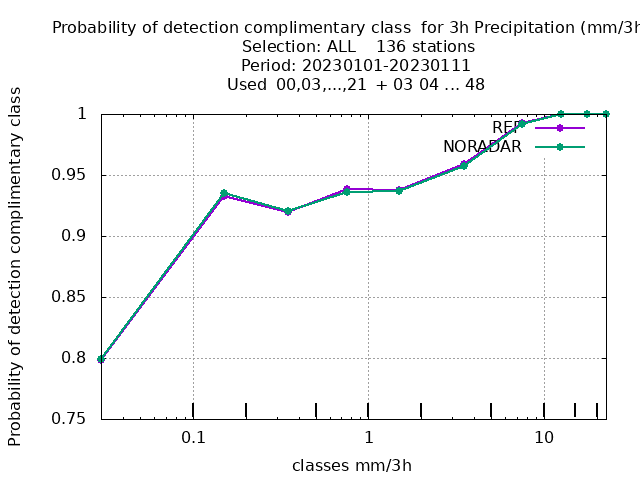 Probability of detection complimentary class  for 3h Precipitation (mm/3h
Selection: ALL    136 stations
Period: 20230101-20230111
Used  00,03,...,21  + 03 04 ... 48
Probability of detection complimentary class
1
0.95
0.9
0.85
0.8
0.75
REF
NORADAR
0.1
1
10
classes mm/3h